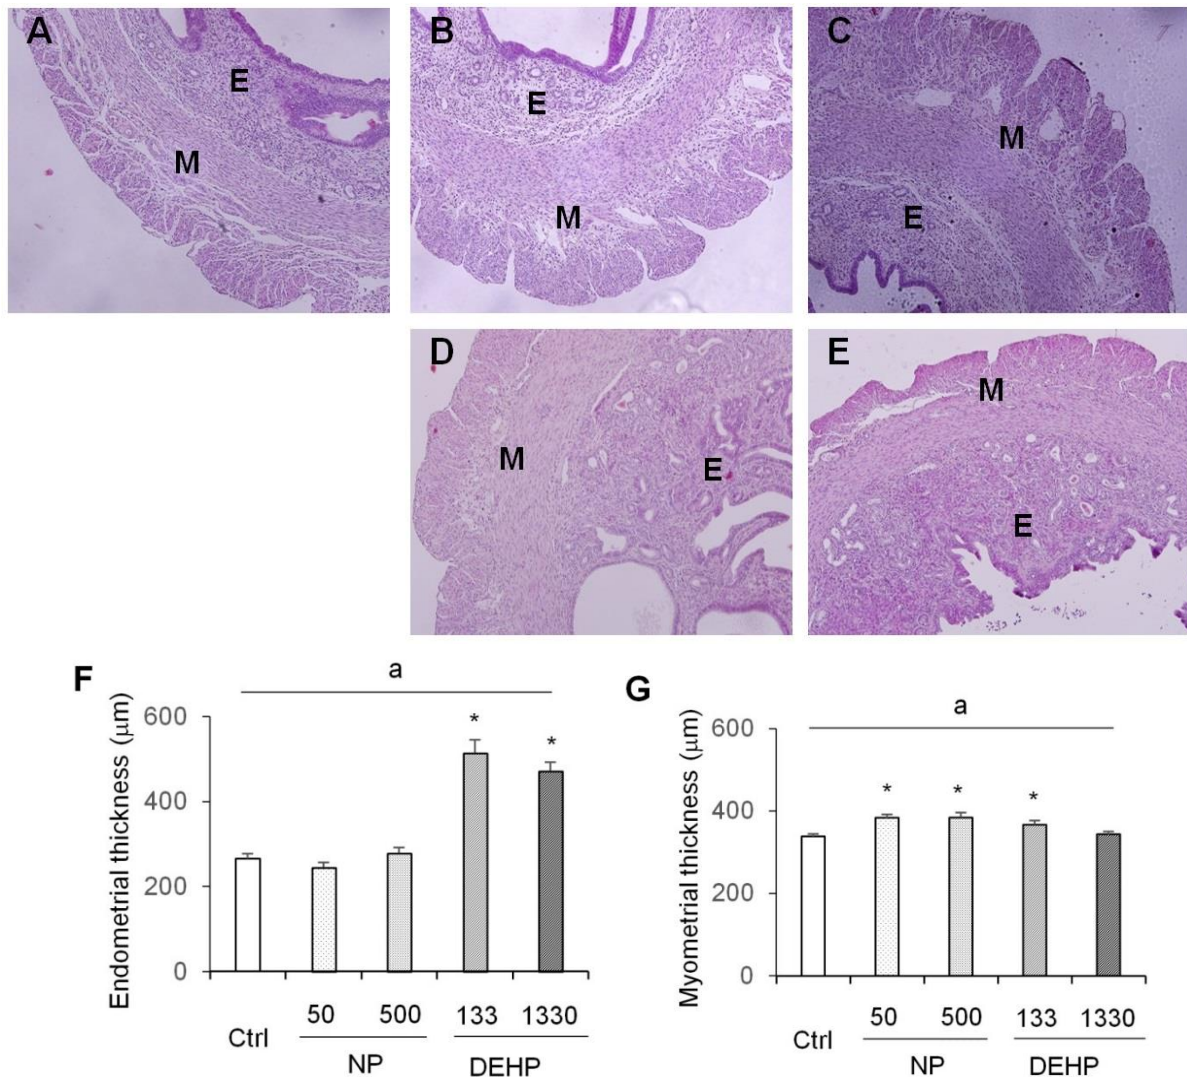 A
E
M
B
E
M
C
M
E
D
M
E
E
M
E
F
a
Endometrial thickness (μm)
600
400
200
0
*
*
Ctrl
50
500
133
1330
NP
DEHP
G
a
Myometrial thickness (μm)
600
400
200
0
*
*
*
Ctrl
50
500
133
1330
NP
DEHP